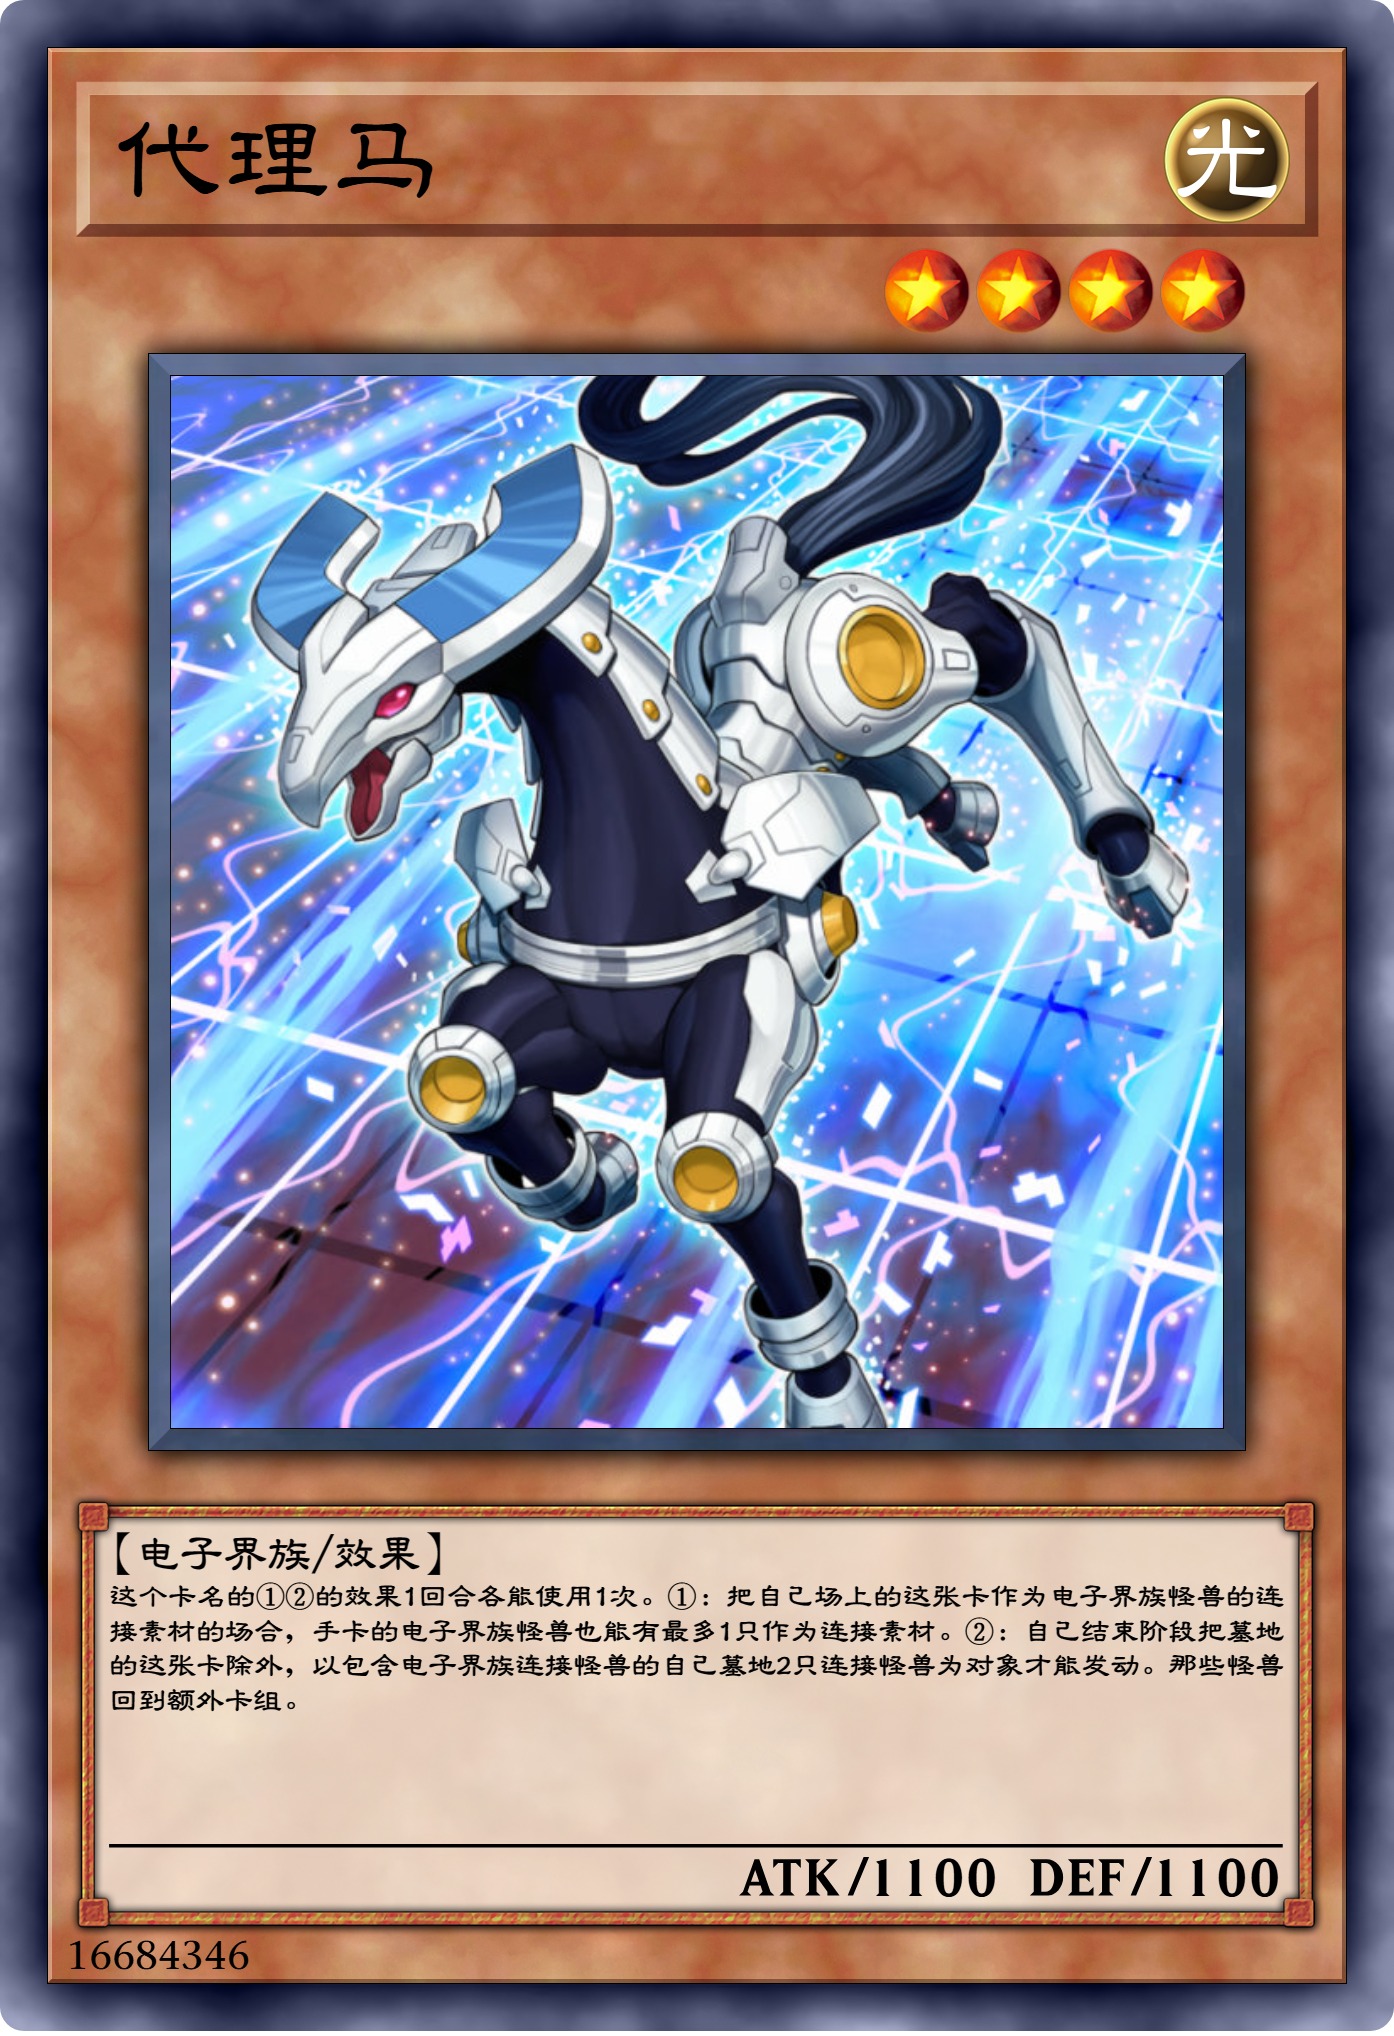 代理马
光
【电子界族/效果】
这个卡名的①②的效果1回合各能使用1次。①：把自己场上的这张卡作为电子界族怪兽的连
接素材的场合，手卡的电子界族怪兽也能有最多1只作为连接素材。②：自己结束阶段把墓地
的这张卡除外，以包含电子界族连接怪兽的自己墓地2只连接怪兽为对象才能发动。那些怪兽
回到额外卡组。
ATK/1100 DEF/1100
16684346